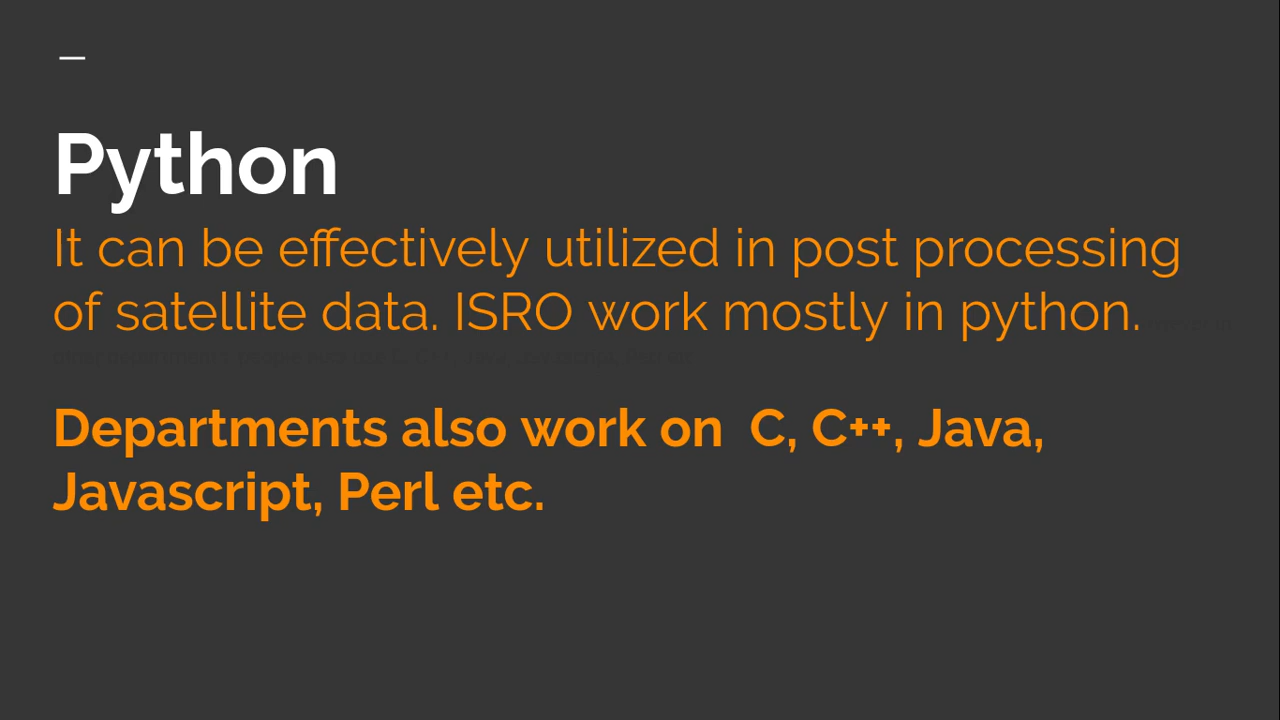 Python
It can be effectively utilized in post processing
of satellite data. ISRO work mostly in python.
Departments also work on  C, C++, Java,
Javascript, Perl etc.